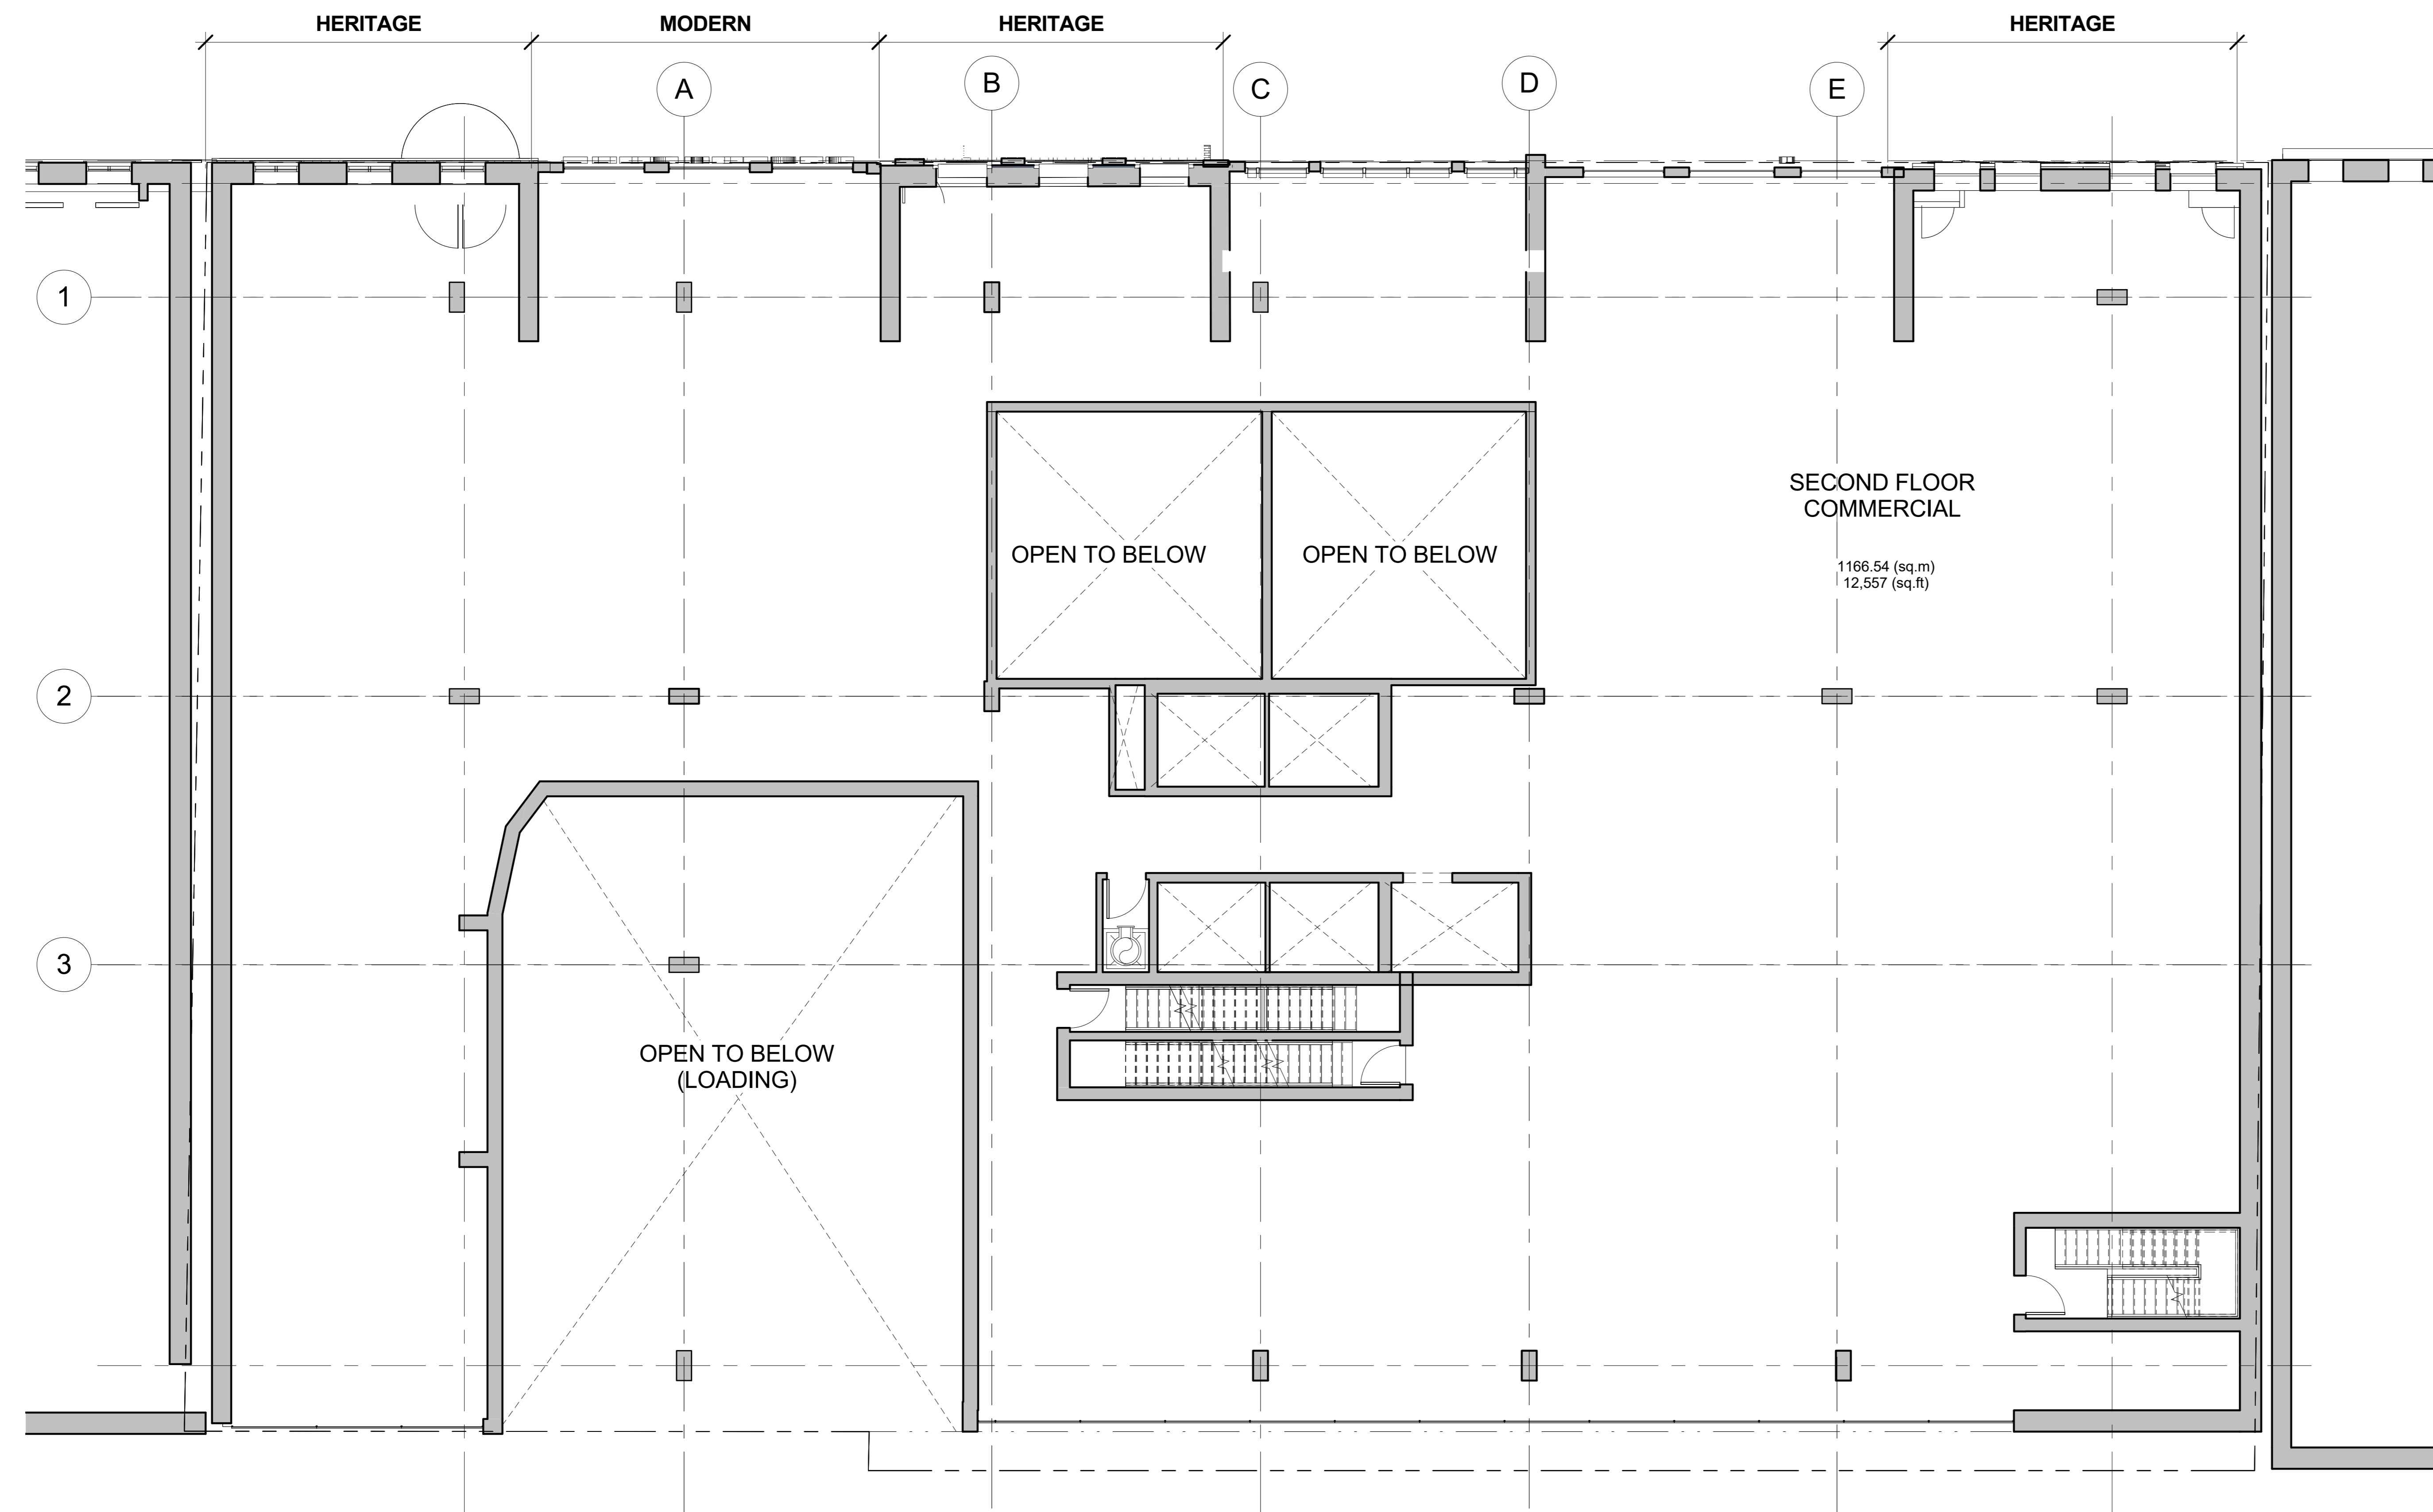 HERITAGE MODERN HERITAGE HERITAGE
A B C D E
1
SECOND FLOOR
COMMERCIAL
OPEN TO BELOW OPEN TO BELOW
1166.54 (sq.m)
12,557 (sq.ft)
2
3
OPEN TO BELOW
(LOADING)